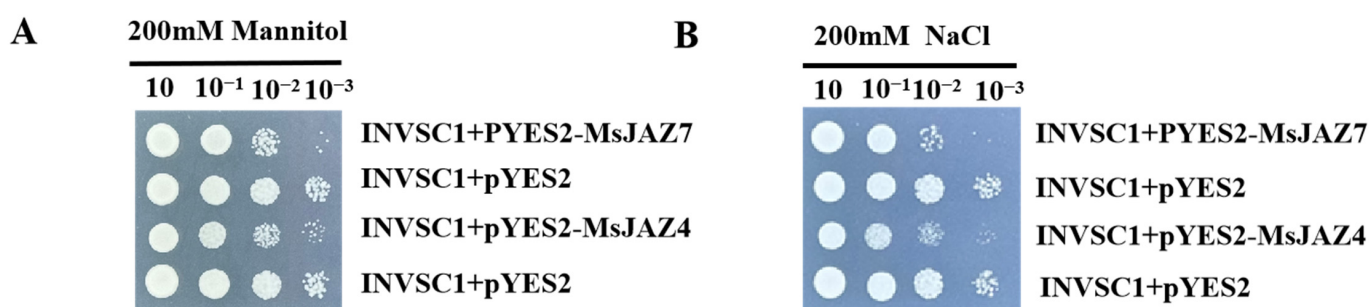 A
200mM Mannitol
10 10⁻¹ 10⁻² 10⁻³
INVSC1+PYES2-MsJAZ7
INVSC1+pYES2
INVSC1+pYES2-MsJAZ4
INVSC1+pYES2
B
200mM NaCl
10 10⁻¹ 10⁻² 10⁻³
INVSC1+PYES2-MsJAZ7
INVSC1+pYES2
INVSC1+pYES2-MsJAZ4
INVSC1+pYES2